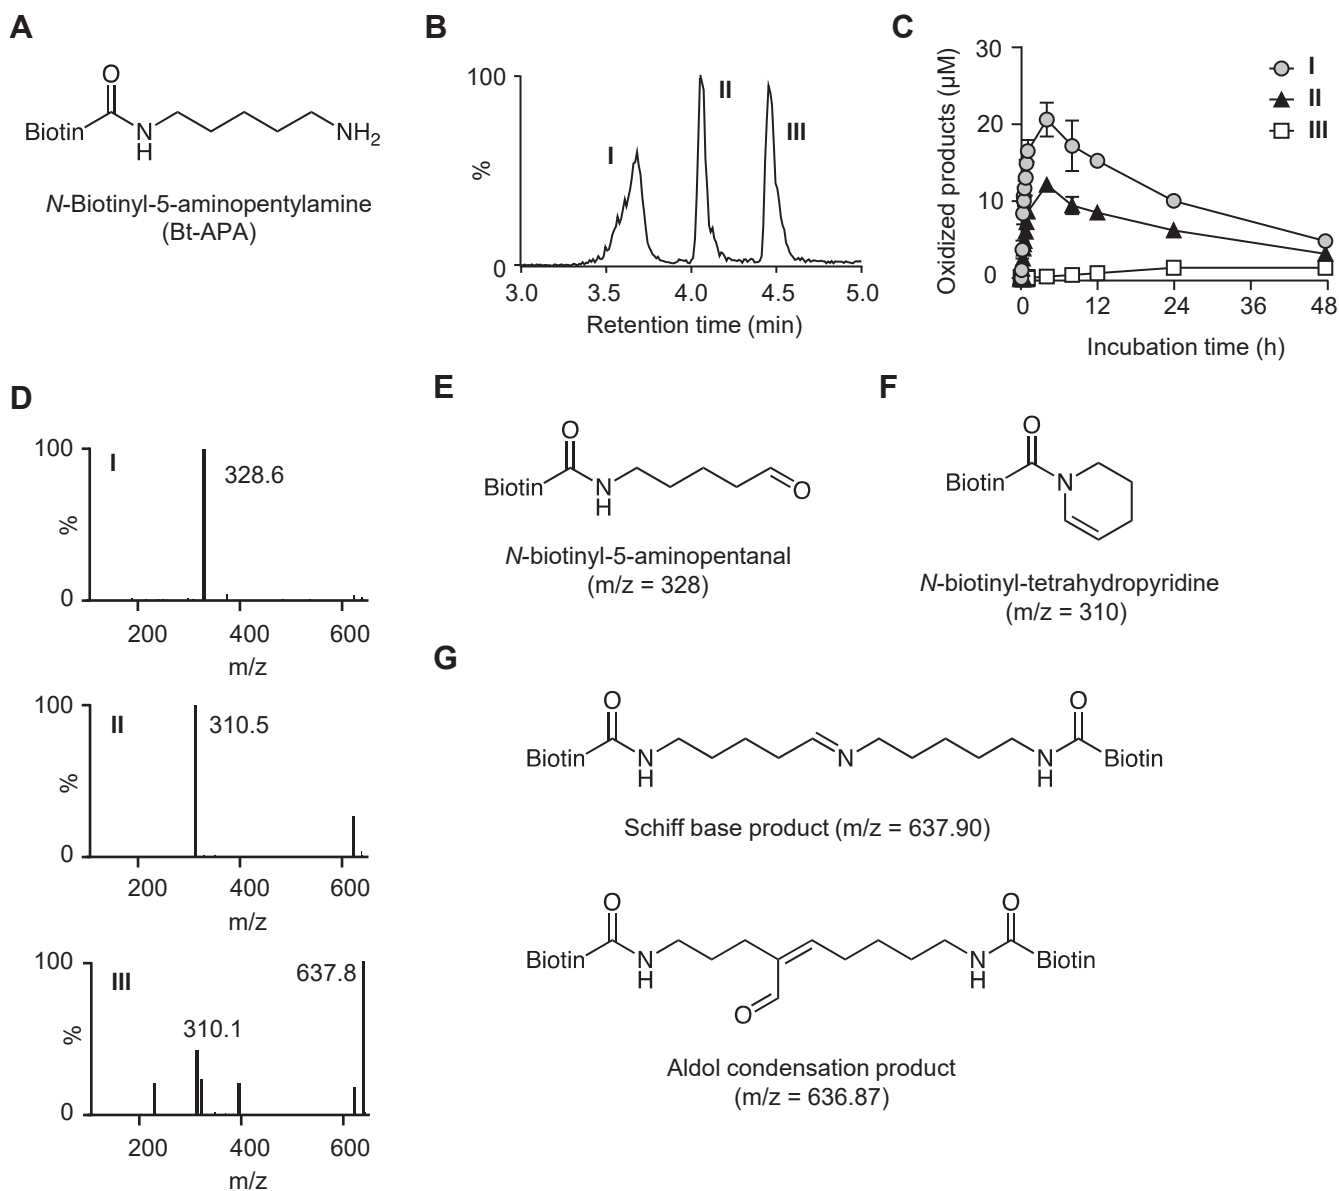 A
O
Biotin
N
H
NH2
N-Biotinyl-5-aminopentylamine
(Bt-APA)
B
100
%
0
I
II
III
3.0 3.5 4.0 4.5 5.0
Retention time (min)
C
Oxidized products (µM)
30
20
10
0
I
II
III
0 12 24 36 48
Incubation time (h)
D
100
%
0
I
328.6
200 400 600
m/z
100
%
0
II
310.5
200 400 600
m/z
100
%
0
III
637.8
310.1
200 400 600
m/z
E
O
Biotin
N
H
O
N-biotinyl-5-aminopentanal
(m/z = 328)
F
O
Biotin
N
N-biotinyl-tetrahydropyridine
(m/z = 310)
G
O
O
Biotin
N
H
N
N
H
Biotin
Schiff base product (m/z = 637.90)
O
O
Biotin
N
H
N
H
Biotin
O
Aldol condensation product
(m/z = 636.87)